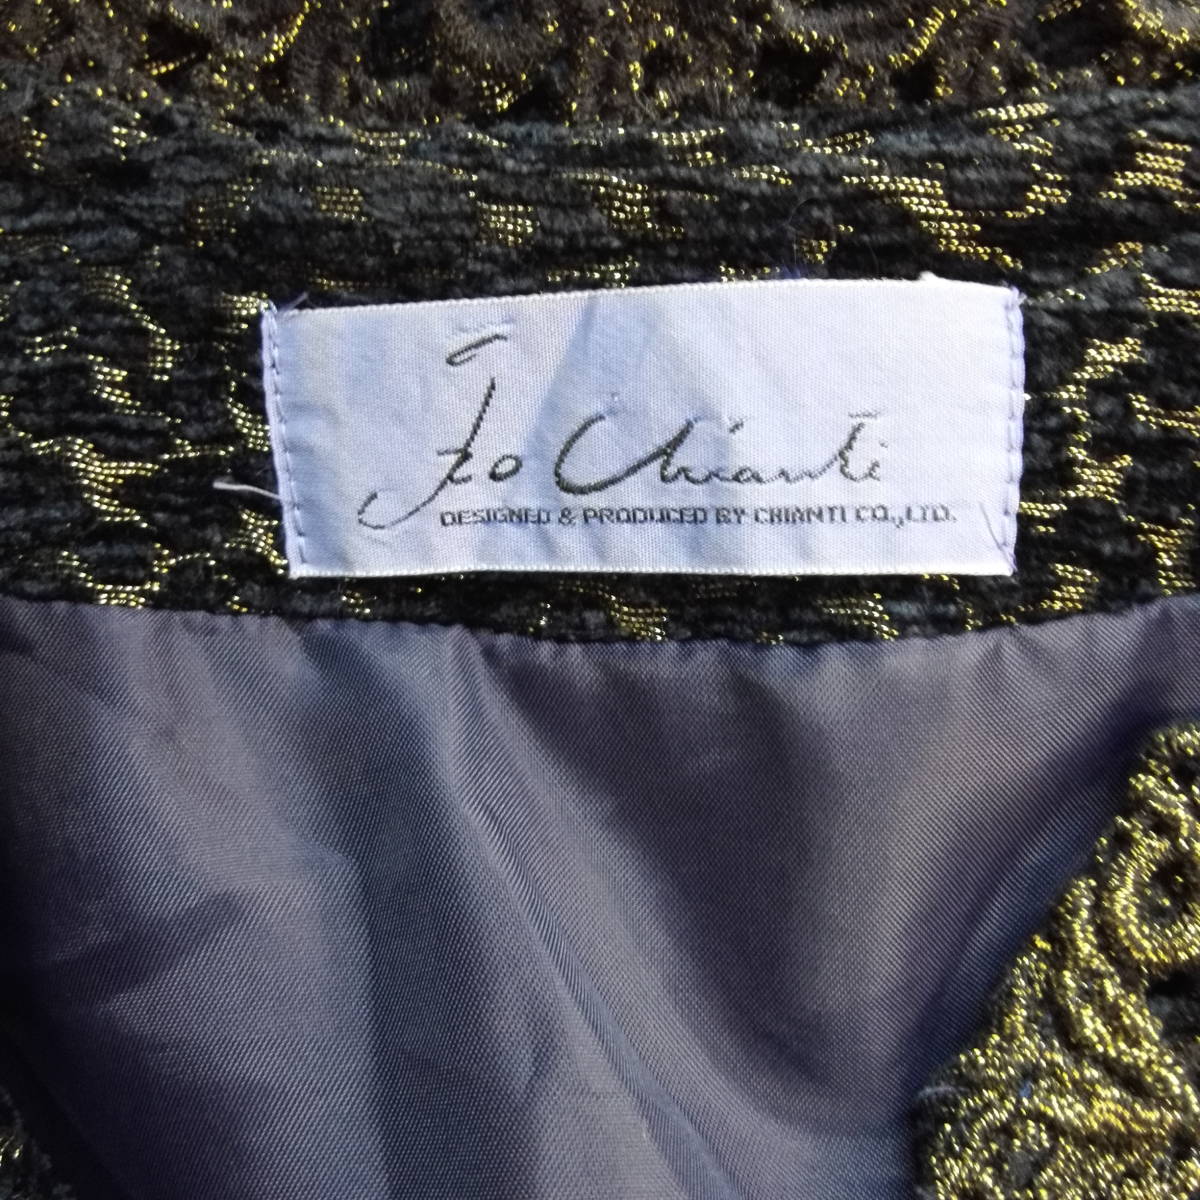 Jo Chianti
DESIGNED & PRODUCED BY CHIANTI CO.,LTD.